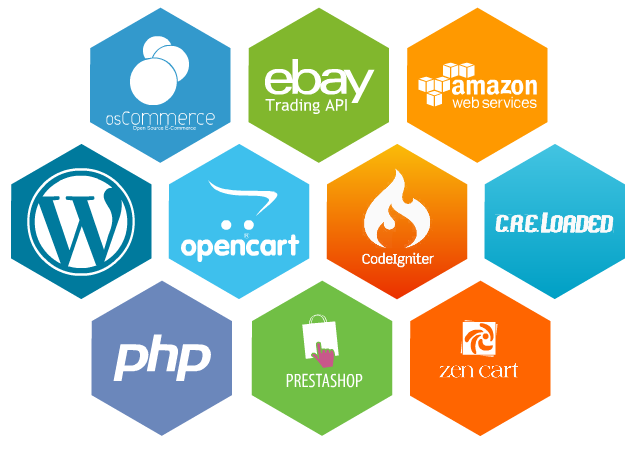 osCommerce
Open Source E-Commerce
ebay
Trading API
amazon
web services
W
opencart
®
CodeIgniter
C.R.E. LOADED
php
PRESTASHOP
zen cart